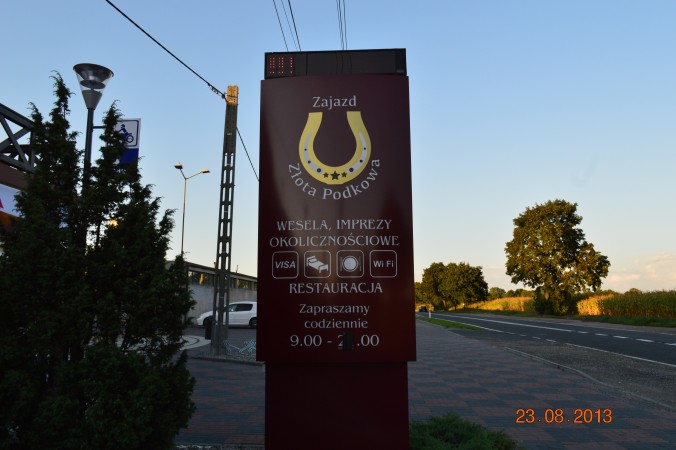 Zajazd
Złota Podkowa
WESELA, IMPREZY
OKOLICZNOŚCIOWE
VISA
Wi Fi
RESTAURACJA
Zapraszamy
codziennie
9.00 -
23 08 2013